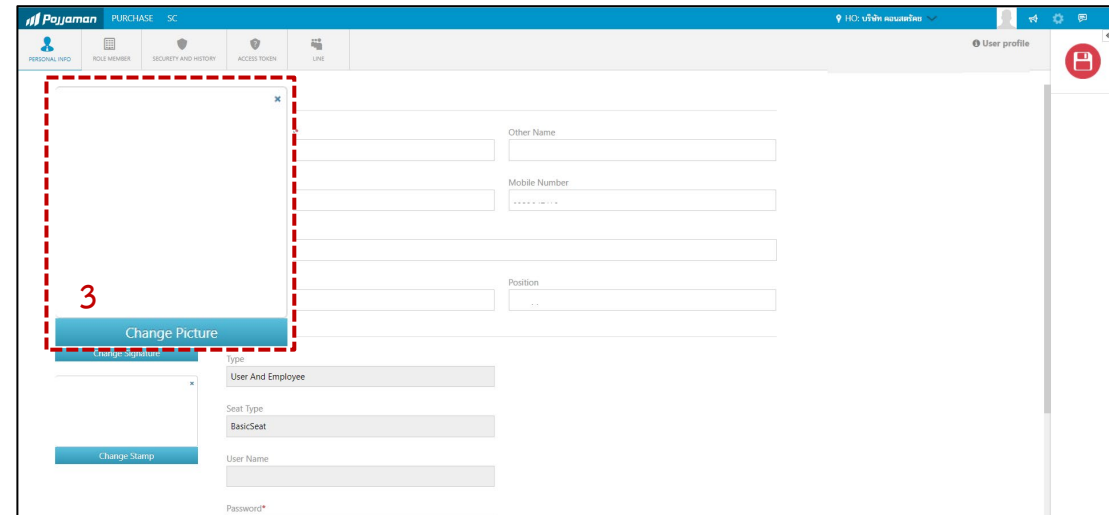 Pojjaman PURCHASE SC HO: บริษัท คอนสตรัคย
PERSONAL INFO ROLE MEMBER SECURETY AND HISTORY ACCESS TOKEN LINE User profile
Other Name
Mobile Number
Position
3
Change Picture
Change Signature
Type
User And Employee
Seat Type
BasicSeat
Change Stamp
User Name
Password*